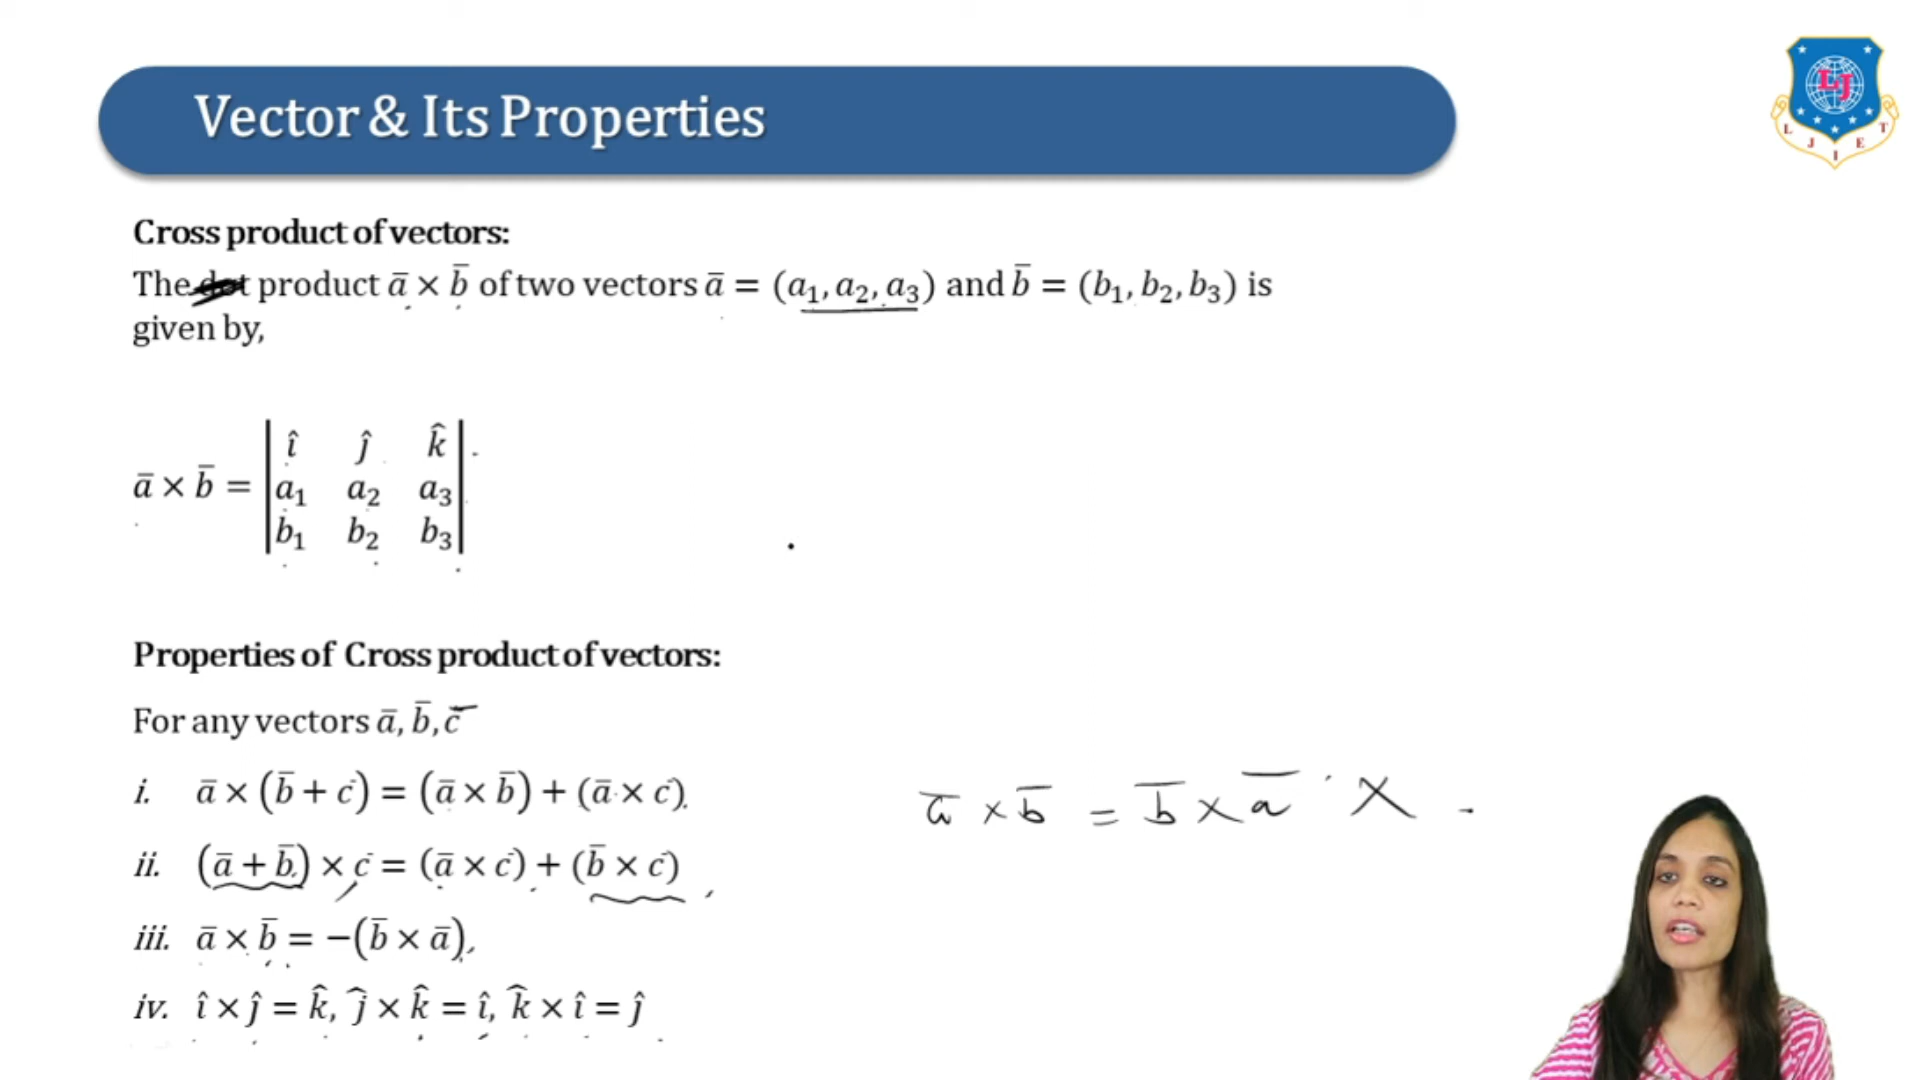 Vector & Its Properties
LJ
L J I E T
Cross product of vectors:
The dot product a̅ × b̅ of two vectors a̅ = (a₁, a₂, a₃) and b̅ = (b₁, b₂, b₃) is
given by,
a̅ × b̅ = | î ĵ k̂ |
| a₁ a₂ a₃ |
| b₁ b₂ b₃ |
Properties of Cross product of vectors:
For any vectors a̅, b̅, c̅
i. a̅ × (b̅ + c̅) = (a̅ × b̅) + (a̅ × c̅)
a̅ × b̅ = b̅ × a̅ X
ii. (a̅ + b̅) × c̅ = (a̅ × c̅) + (b̅ × c̅)
iii. a̅ × b̅ = −(b̅ × a̅),
iv. î × ĵ = k̂, ĵ × k̂ = î, k̂ × î = ĵ